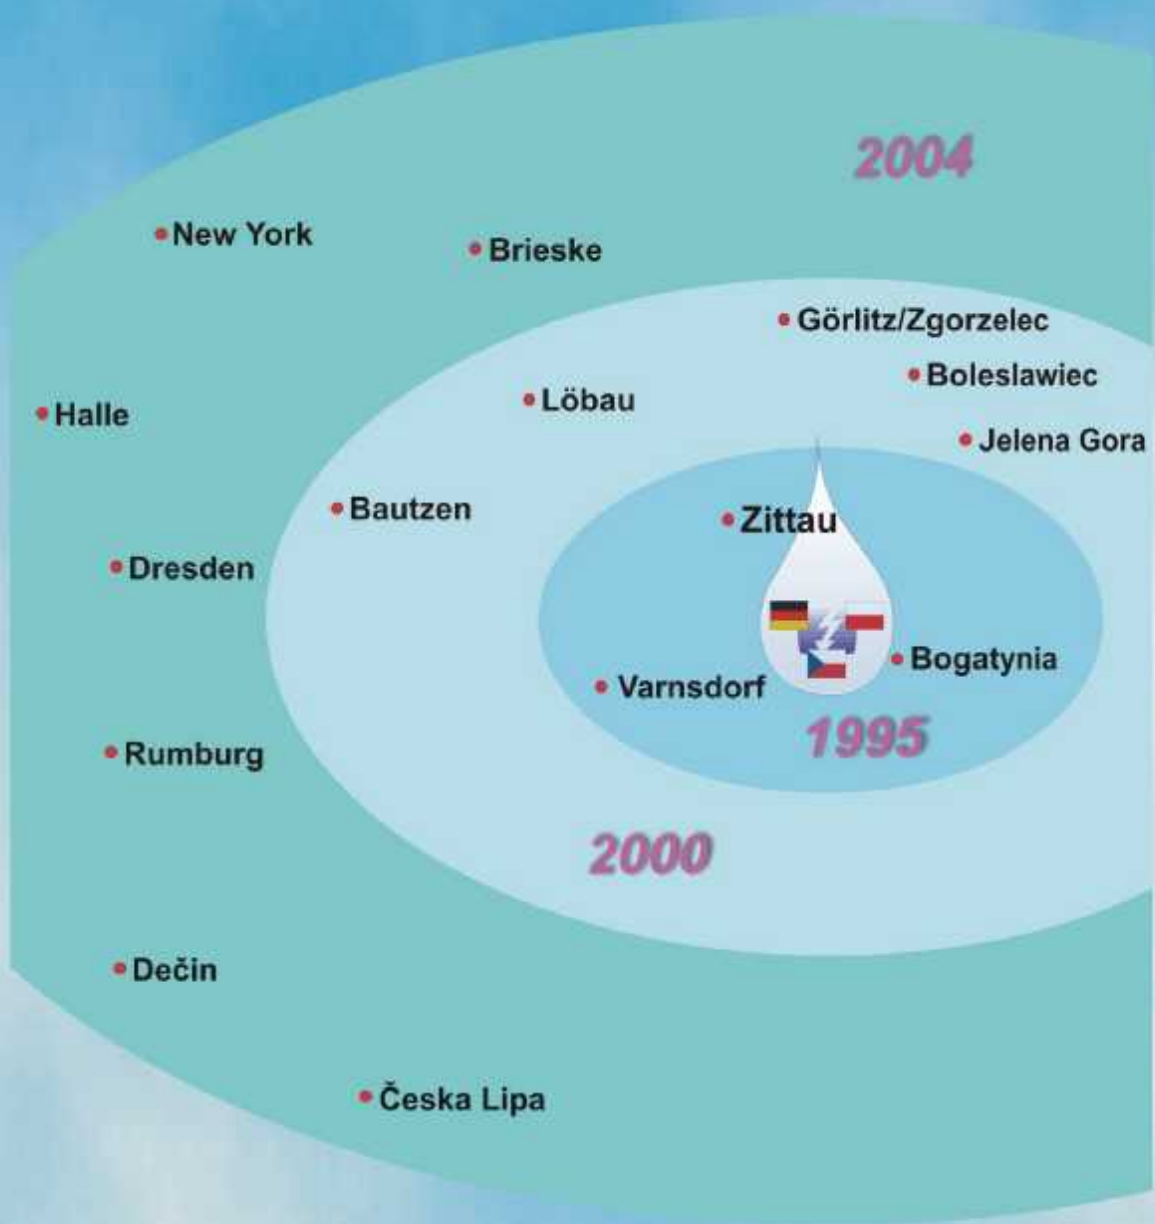 2004
New York
Brieske
Görlitz/Zgorzelec
Boleslawiec
Löbau
Halle
Jelena Gora
Bautzen
Zittau
Dresden
Bogatynia
Varnsdorf
1995
Rumburg
2000
Dečin
Česka Lipa